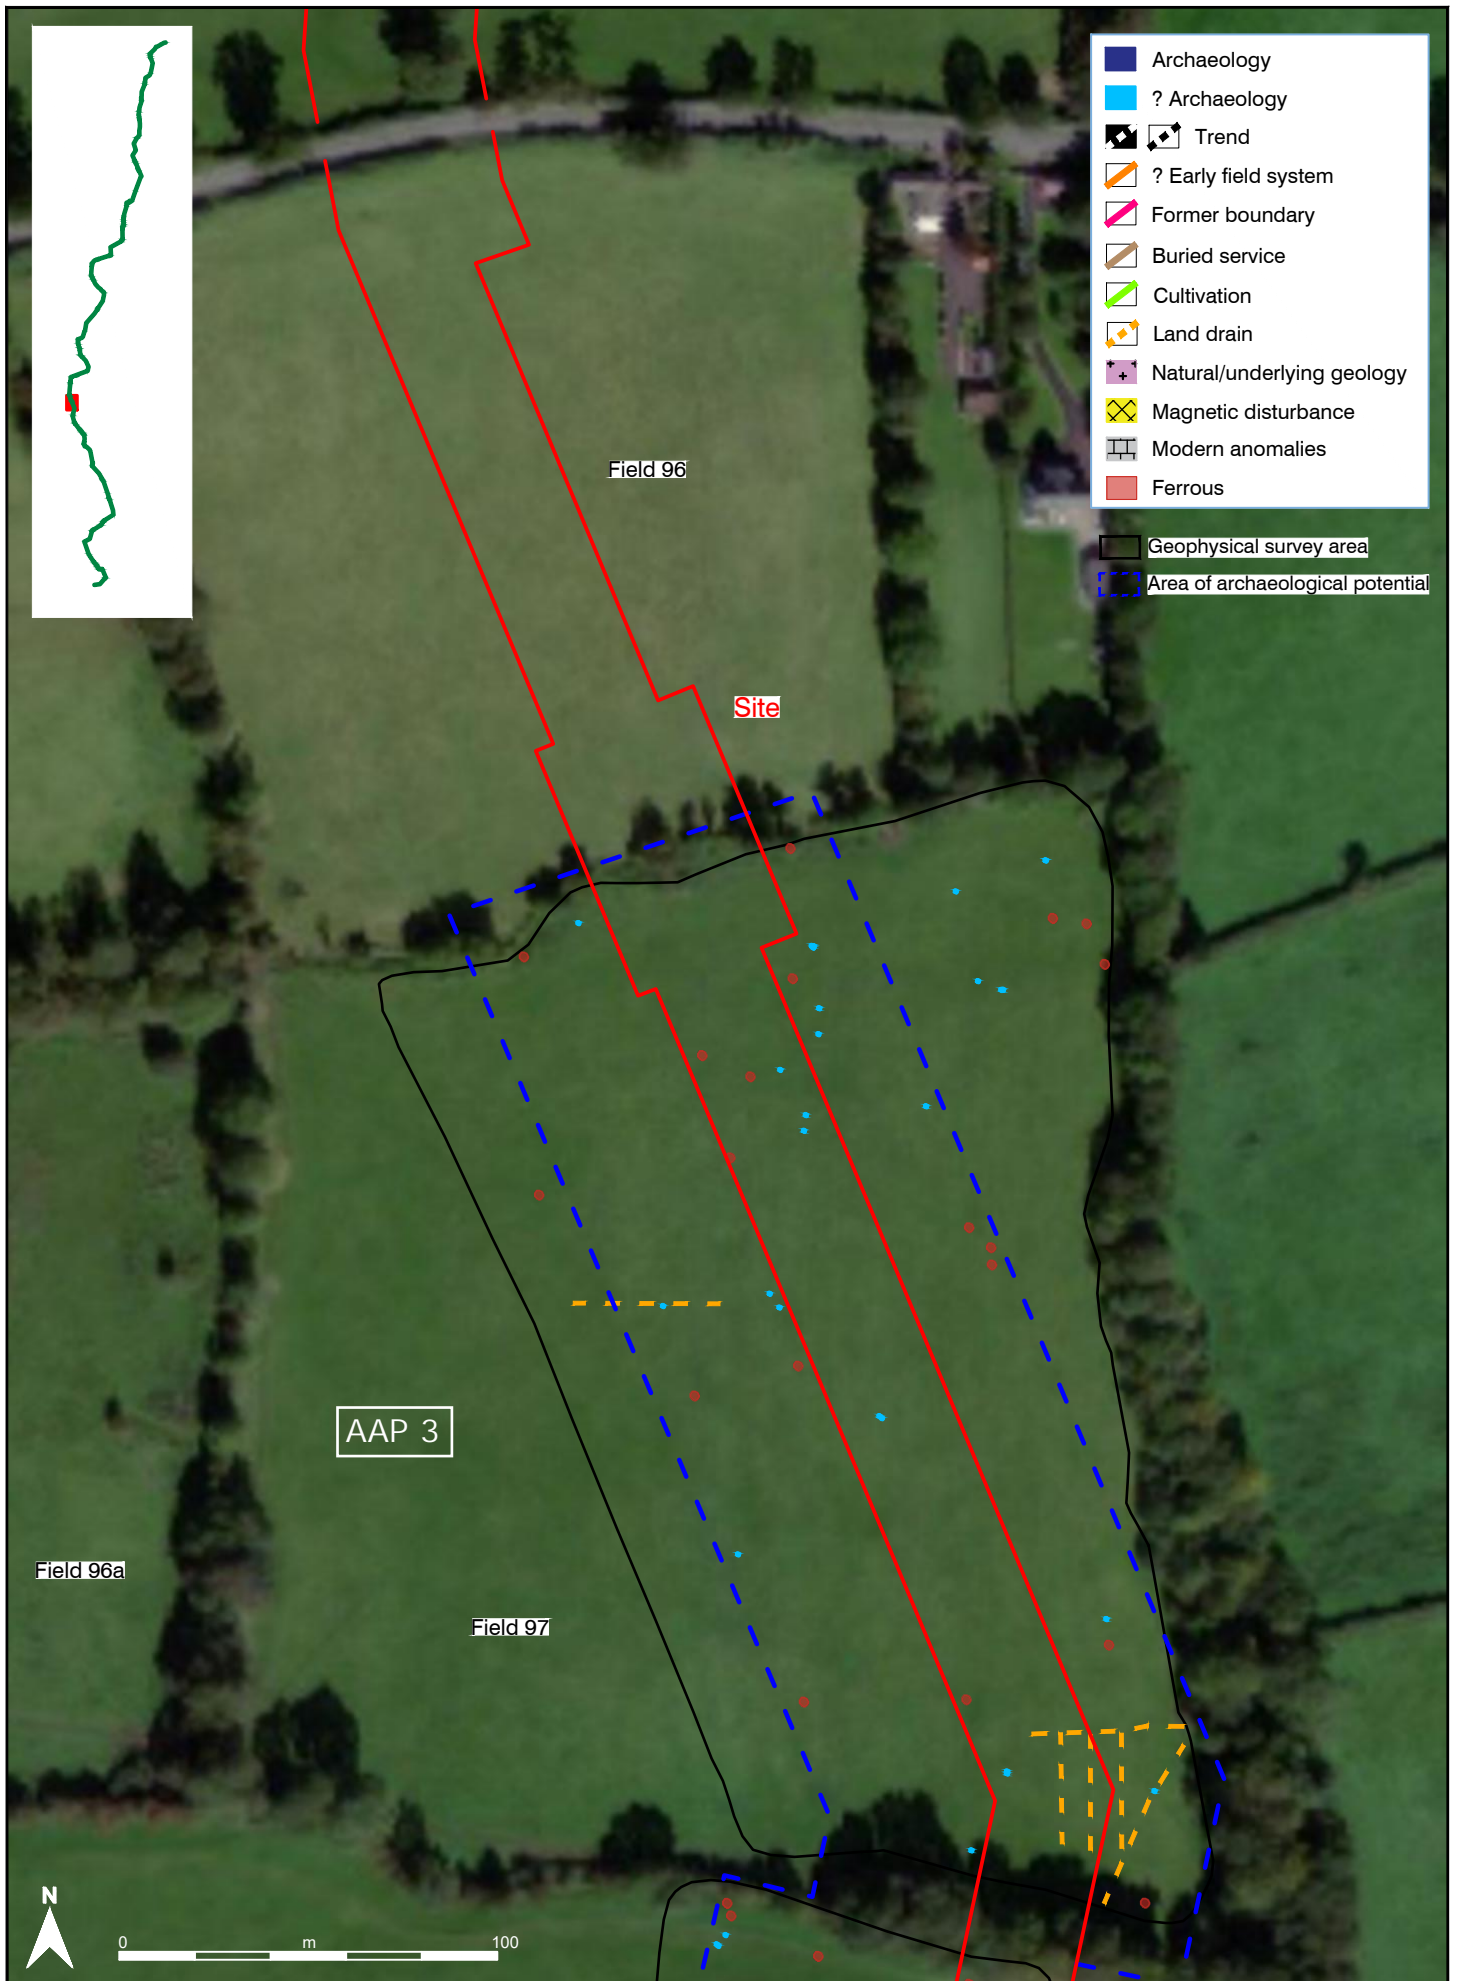 Archaeology
? Archaeology
Trend
? Early field system
Former boundary
Buried service
Cultivation
Land drain
Natural/underlying geology
Magnetic disturbance
Modern anomalies
Ferrous
Geophysical survey area
Area of archaeological potential
Field 96
Site
AAP 3
Field 96a
Field 97
N
0 m 100